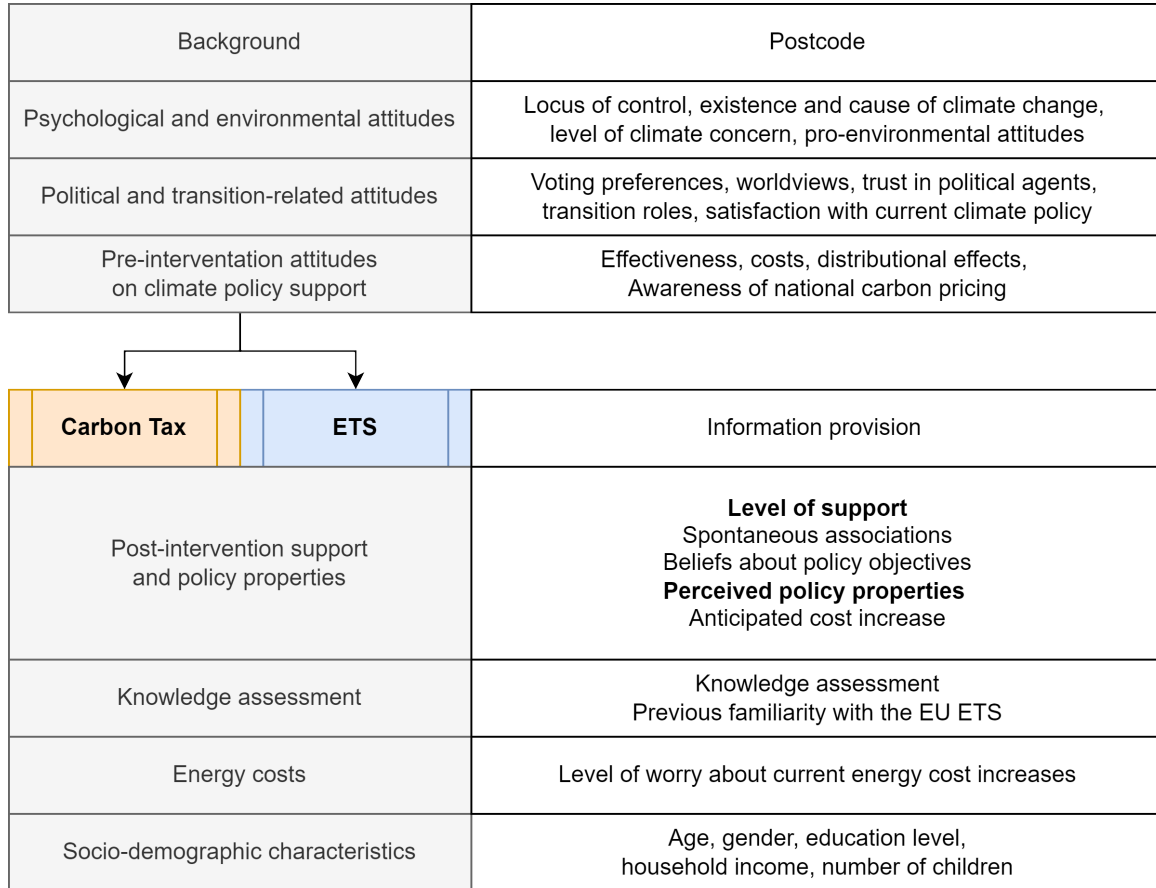 Background
Postcode
Psychological and environmental attitudes
Locus of control, existence and cause of climate change,
level of climate concern, pro-environmental attitudes
Political and transition-related attitudes
Voting preferences, worldviews, trust in political agents,
transition roles, satisfaction with current climate policy
Pre-interventation attitudes
on climate policy support
Effectiveness, costs, distributional effects,
Awareness of national carbon pricing
Carbon Tax
ETS
Information provision
Post-intervention support
and policy properties
Level of support
Spontaneous associations
Beliefs about policy objectives
Perceived policy properties
Anticipated cost increase
Knowledge assessment
Knowledge assessment
Previous familiarity with the EU ETS
Energy costs
Level of worry about current energy cost increases
Socio-demographic characteristics
Age, gender, education level,
household income, number of children